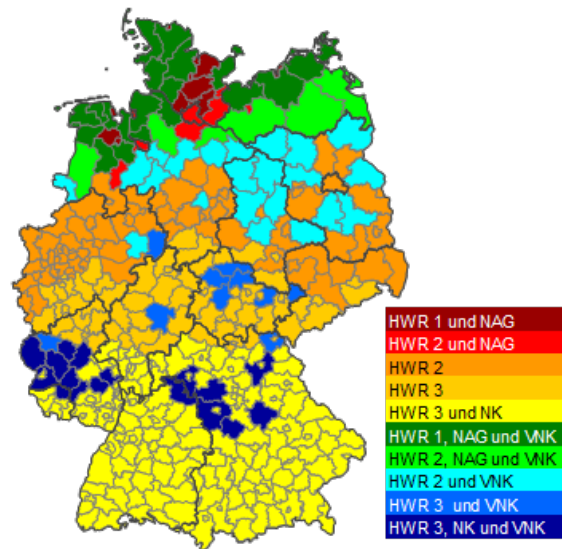 HWR 1 und NAG
HWR 2 und NAG
HWR 2
HWR 3
HWR 3 und NK
HWR 1, NAG und VNK
HWR 2, NAG und VNK
HWR 2 und VNK
HWR 3 und VNK
HWR 3, NK und VNK